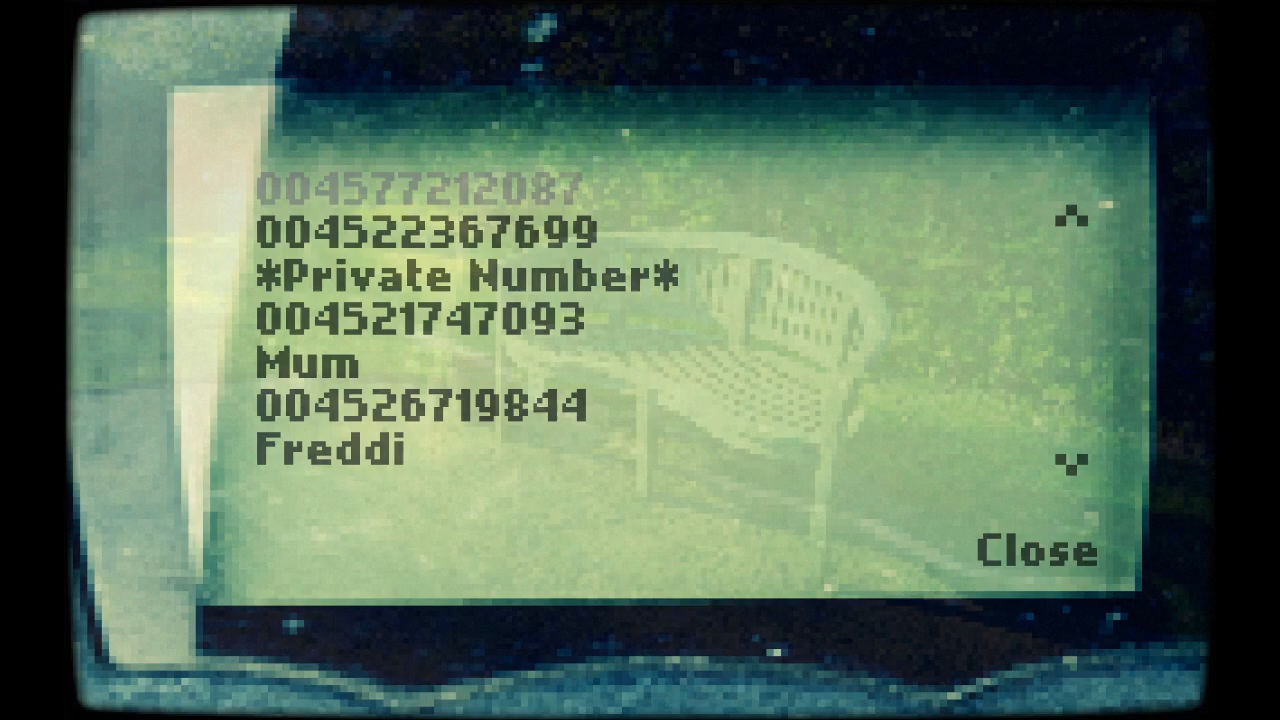 004577212087
004522367699
*Private Number*
004521747093
Mum
004526719844
Freddi
Close